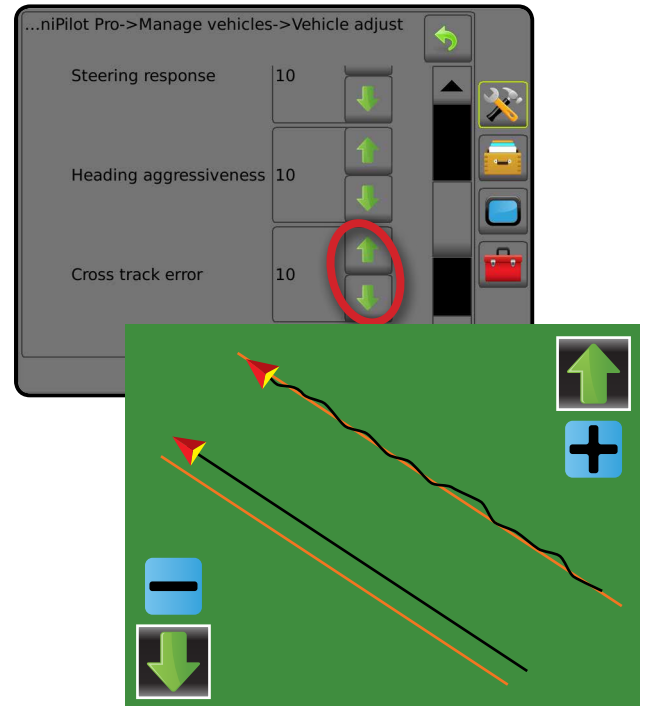 ...niPilot Pro->Manage vehicles->Vehicle adjust
Steering response 10
Heading aggressiveness 10
Cross track error 10